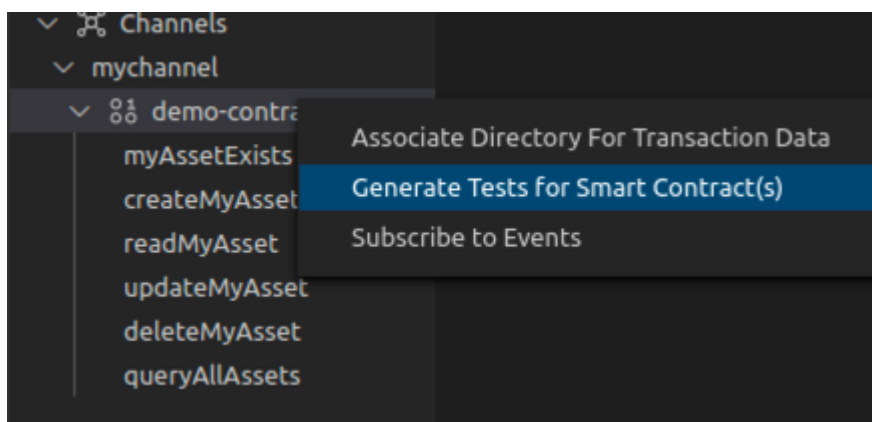 Channels
mychannel
demo-contra
Associate Directory For Transaction Data
Generate Tests for Smart Contract(s)
Subscribe to Events
myAssetExists
createMyAsset
readMyAsset
updateMyAsset
deleteMyAsset
queryAllAssets